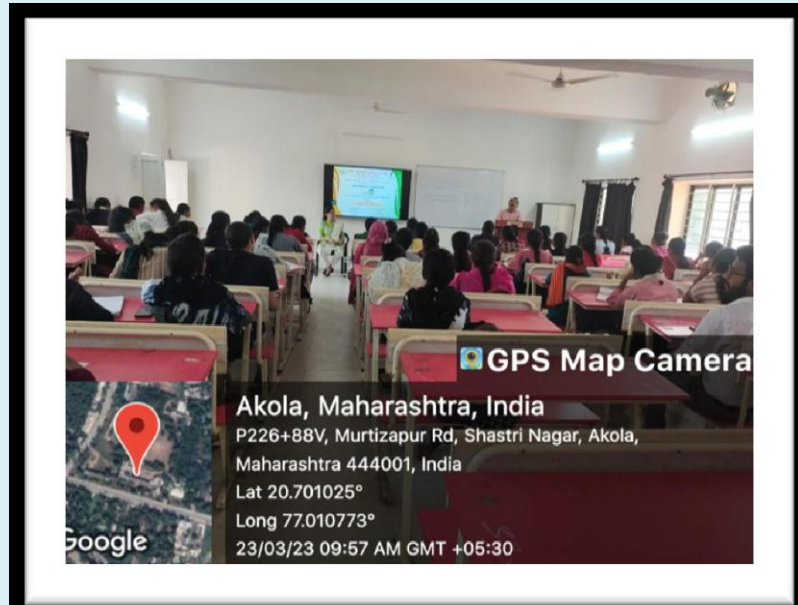 GPS Map Camera
Akola, Maharashtra, India
P226+88V, Murtizapur Rd, Shastri Nagar, Akola,
Maharashtra 444001, India
Lat 20.701025°
Long 77.010773°
23/03/23 09:57 AM GMT +05:30
Google